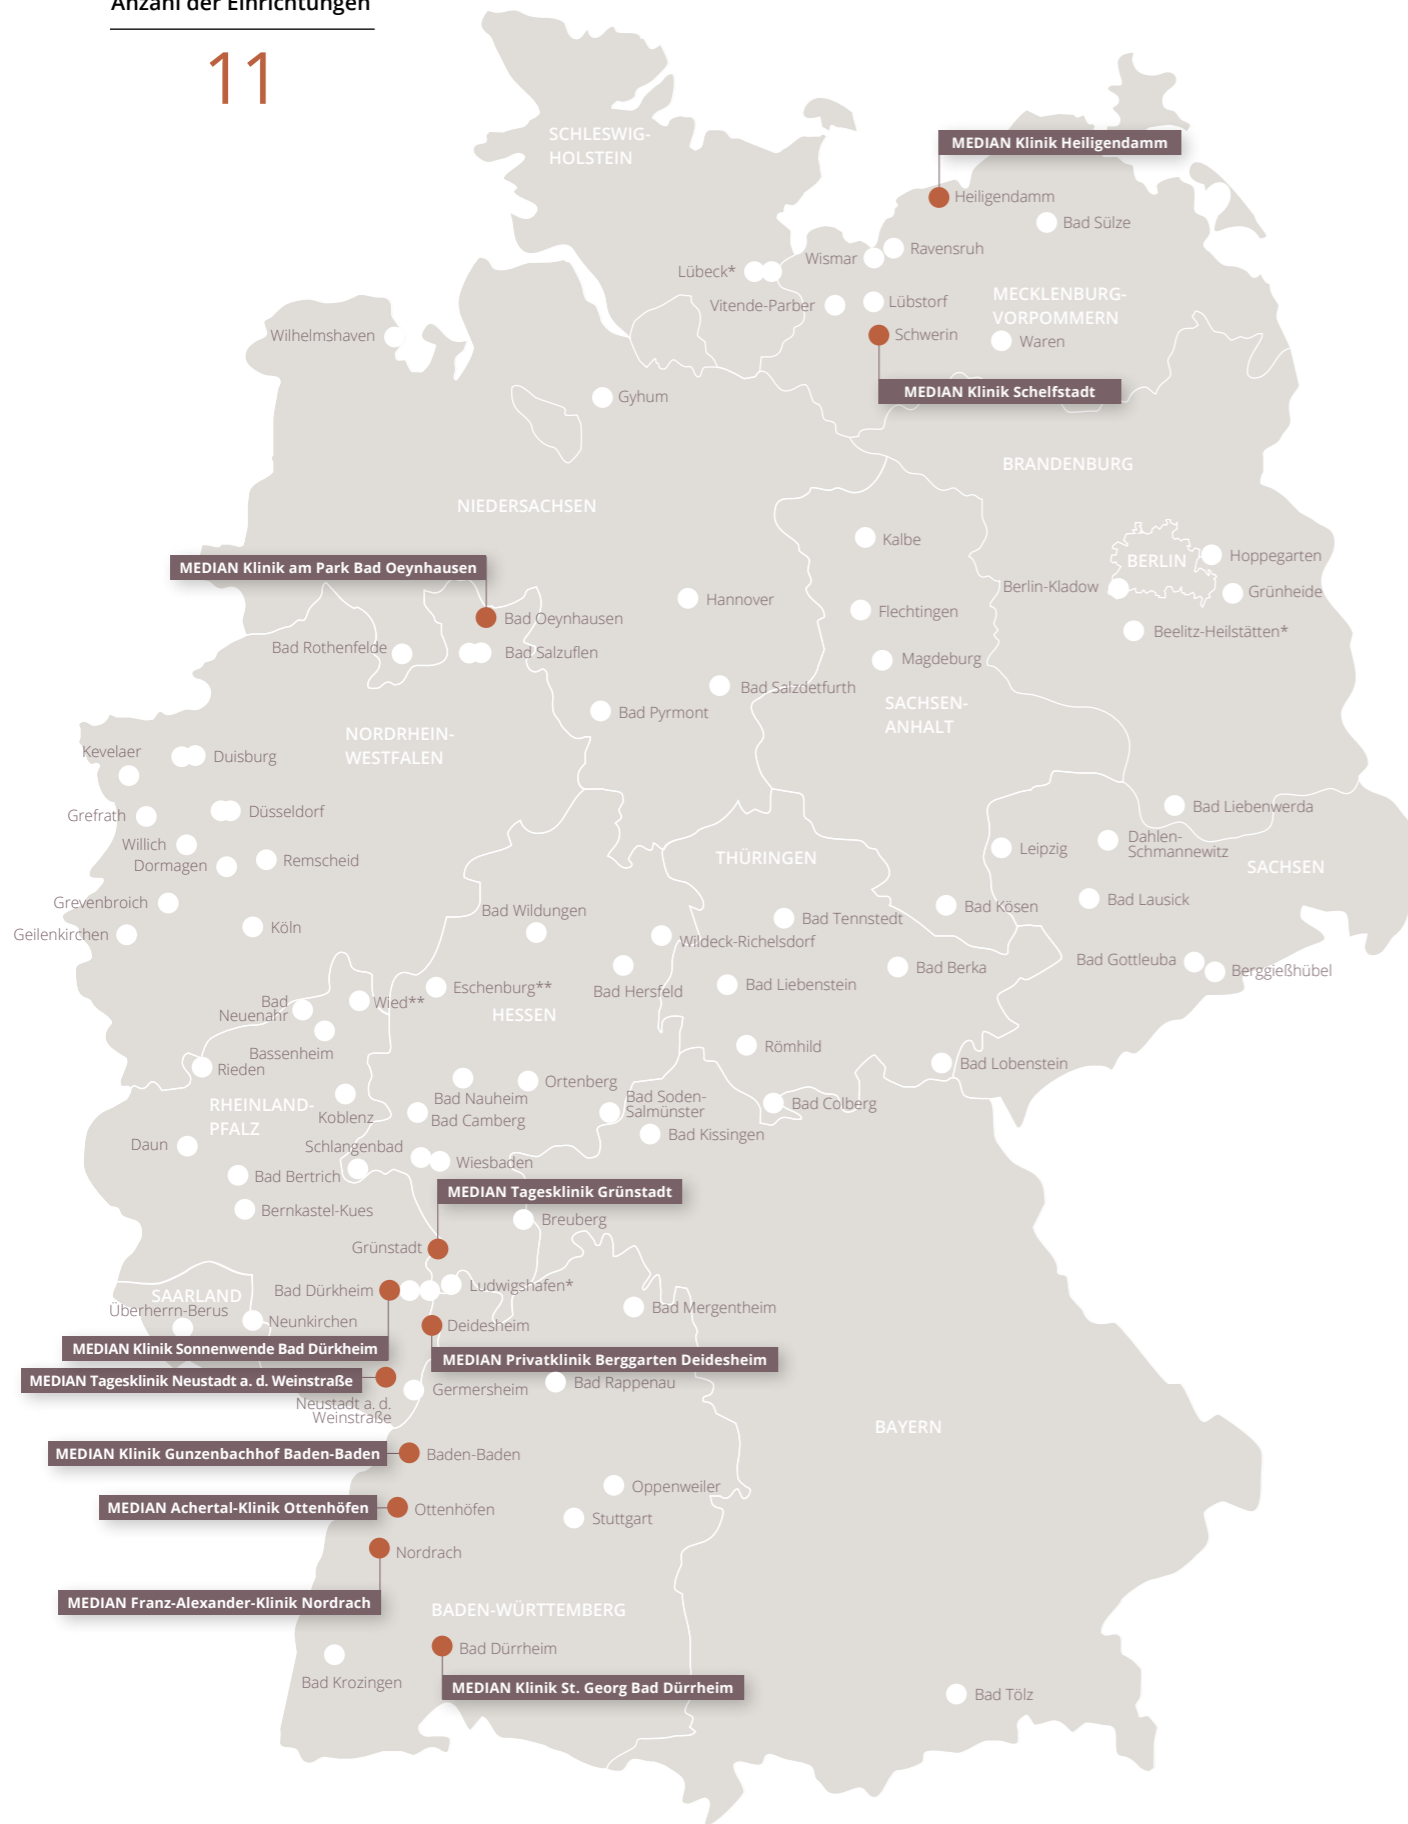 Anzahl der Einrichtungen
11
SCHLESWIG-
HOLSTEIN
MEDIAN Klinik Heiligendamm
Heiligendamm
Bad Sülze
Ravensruh
Wismar
Lübeck*
Vitende-Parber
Lübstorf
MECKLENBURG-
VORPOMMERN
Schwerin
Waren
Wilhelmshaven
MEDIAN Klinik Schelfstadt
Gyhum
BRANDENBURG
NIEDERSACHSEN
Kalbe
BERLIN
Hoppegarten
MEDIAN Klinik am Park Bad Oeynhausen
Berlin-Kladow
Grünheide
Hannover
Flechtingen
Bad Oeynhausen
Beelitz-Heilstätten*
Bad Rothenfelde
Bad Salzuflen
Magdeburg
Bad Salzdetfurth
SACHSEN-
ANHALT
Bad Pyrmont
NORDRHEIN-
WESTFALEN
Kevelaer
Duisburg
Grefrath
Düsseldorf
Bad Liebenwerda
Willich
Dormagen
Remscheid
THÜRINGEN
Leipzig
Dahlen-
Schmannewitz
SACHSEN
Grevenbroich
Bad Wildungen
Bad Tennstedt
Bad Kösen
Bad Lausick
Geilenkirchen
Köln
Wildeck-Richelsdorf
Bad Gottleuba
Berggießhübel
Bad Berka
Eschenburg**
Bad Hersfeld
Bad Liebenstein
Bad
Neuenahr
Wied**
HESSEN
Bassenheim
Römhild
Rieden
Bad Lobenstein
Ortenberg
Bad Nauheim
Bad Soden-
Salmünster
Bad Colberg
RHEINLAND-
PFALZ
Koblenz
Bad Camberg
Bad Kissingen
Daun
Schlangenbad
Wiesbaden
Bad Bertrich
MEDIAN Tagesklinik Grünstadt
Bernkastel-Kues
Breuberg
Grünstadt
Bad Dürkheim
Ludwigshafen*
SAARLAND
Überherrn-Berus
Neunkirchen
Bad Mergentheim
Deidesheim
MEDIAN Klinik Sonnenwende Bad Dürkheim
MEDIAN Privatklinik Berggarten Deidesheim
MEDIAN Tagesklinik Neustadt a. d. Weinstraße
Bad Rappenau
Germersheim
Neustadt a. d.
Weinstraße
BAYERN
MEDIAN Klinik Gunzenbachhof Baden-Baden
Baden-Baden
Oppenweiler
MEDIAN Achertal-Klinik Ottenhöfen
Ottenhöfen
Stuttgart
Nordrach
MEDIAN Franz-Alexander-Klinik Nordrach
BADEN-WÜRTTEMBERG
Bad Dürrheim
Bad Krozingen
MEDIAN Klinik St. Georg Bad Dürrheim
Bad Tölz